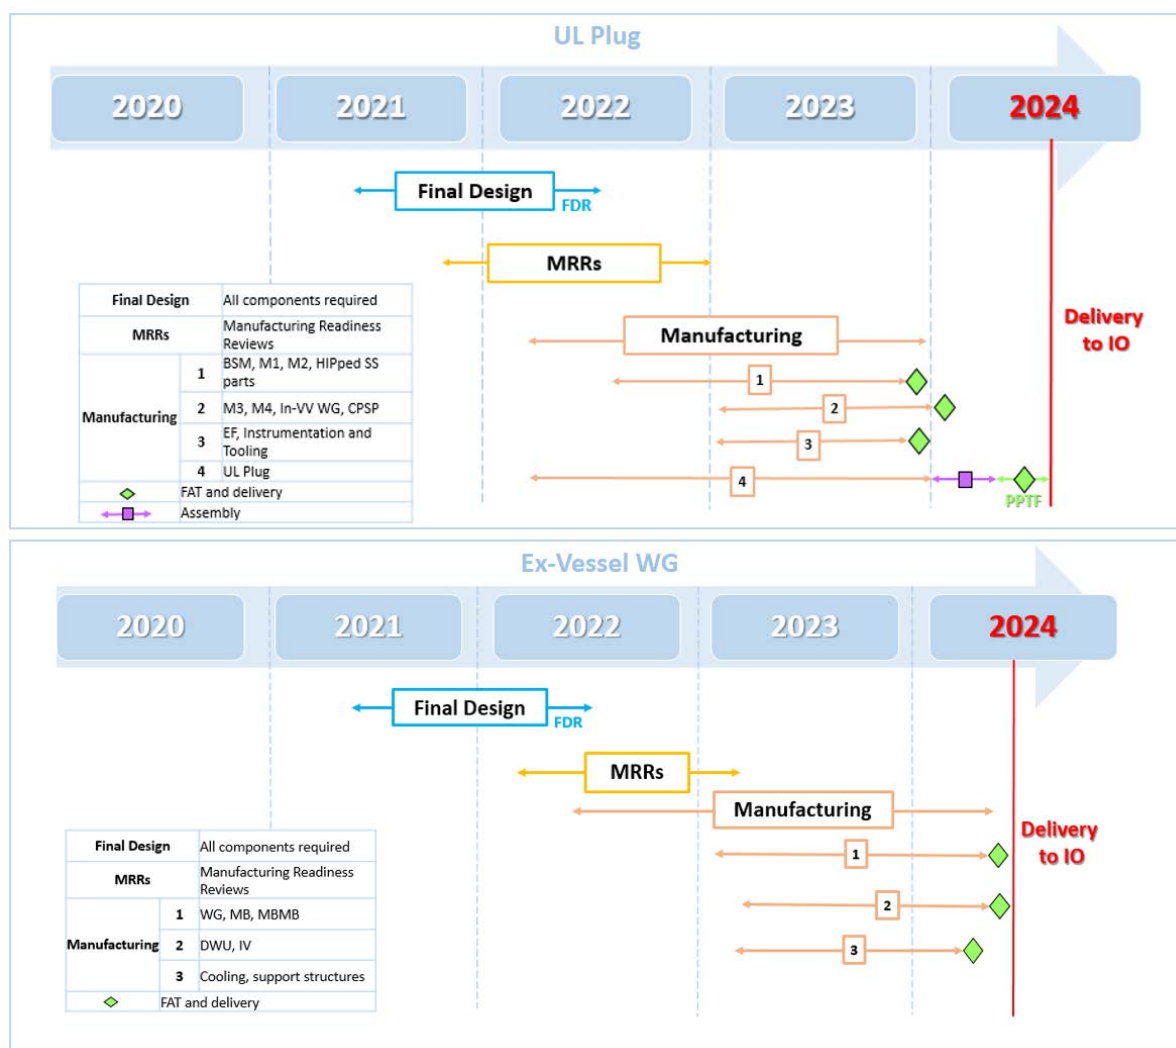 UL Plug
2020 2021 2022 2023 2024
Final Design
FDR
MRRs
Final Design All components required
MRRs Manufacturing Readiness
Reviews
Manufacturing
1 BSM, M1, M2, HIPped SS
parts
2 M3, M4, In-VV WG, CPSP
3 EF, Instrumentation and
Tooling
4 UL Plug
FAT and delivery
Assembly
Manufacturing
1
2
3
4
PPTF
Delivery
to IO
Ex-Vessel WG
2020 2021 2022 2023 2024
Final Design
FDR
MRRs
Manufacturing
1
2
3
Delivery
to IO
Final Design All components required
MRRs Manufacturing Readiness
Reviews
Manufacturing
1 WG, MB, MBMB
2 DWU, IV
3 Cooling, support structures
FAT and delivery